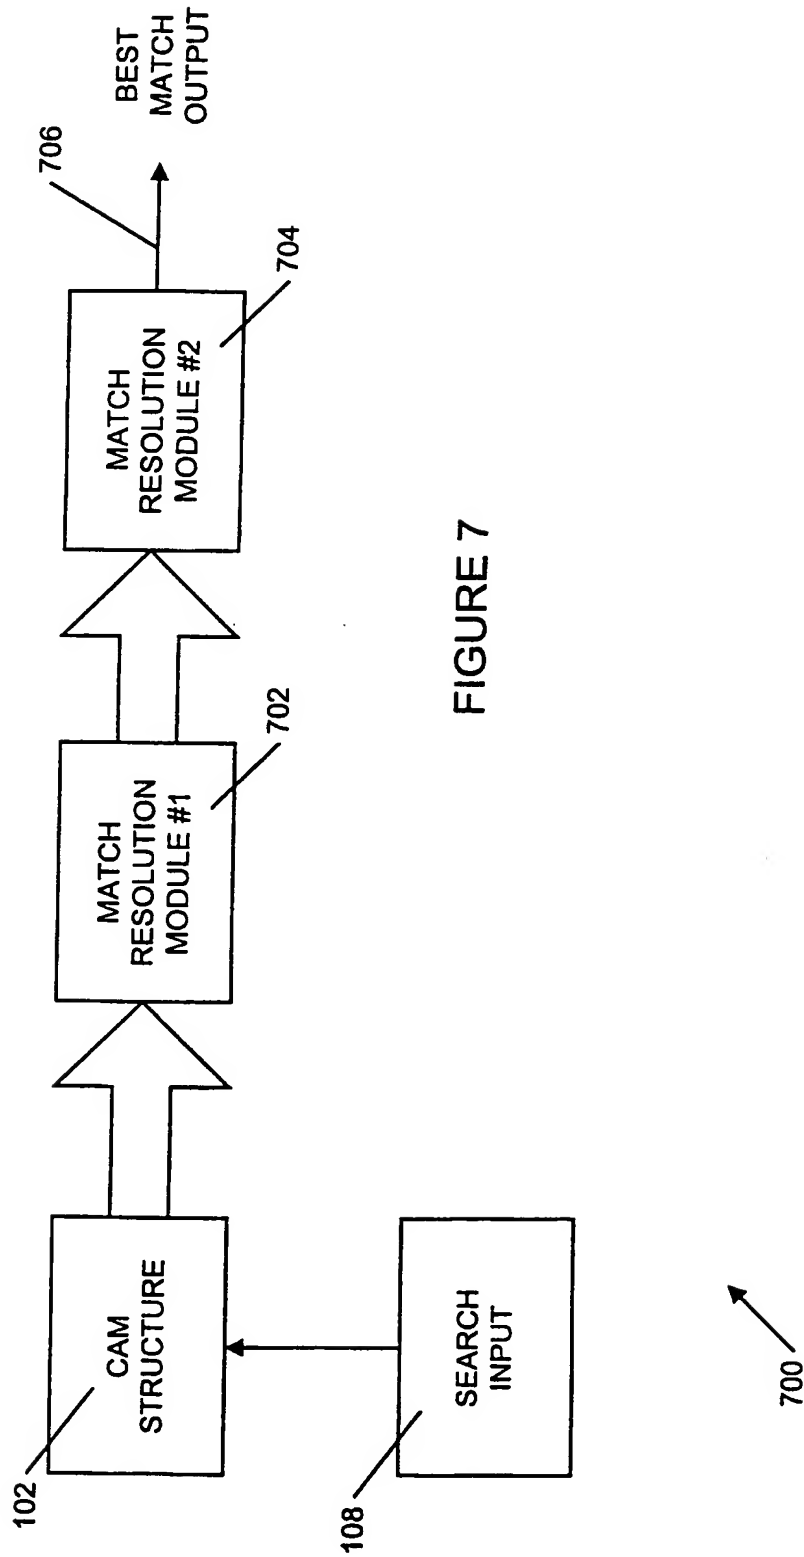 102
CAM
STRUCTURE
108
SEARCH
INPUT
MATCH
RESOLUTION
MODULE #1
702
MATCH
RESOLUTION
MODULE #2
704
706
BEST
MATCH
OUTPUT
700
FIGURE 7